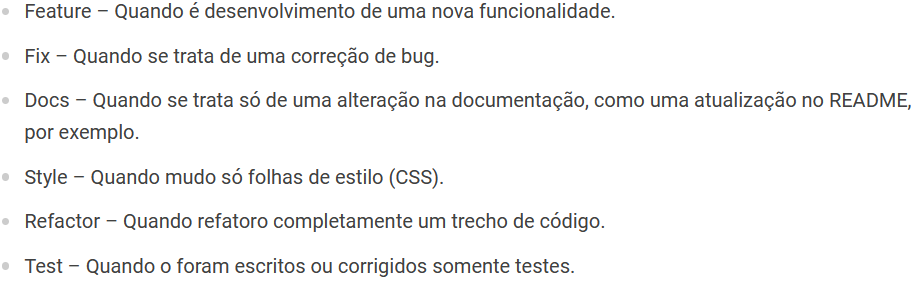 Feature – Quando é desenvolvimento de uma nova funcionalidade.
Fix – Quando se trata de uma correção de bug.
Docs – Quando se trata só de uma alteração na documentação, como uma atualização no README,
por exemplo.
Style – Quando mudo só folhas de estilo (CSS).
Refactor – Quando refatoro completamente um trecho de código.
Test – Quando o foram escritos ou corrigidos somente testes.